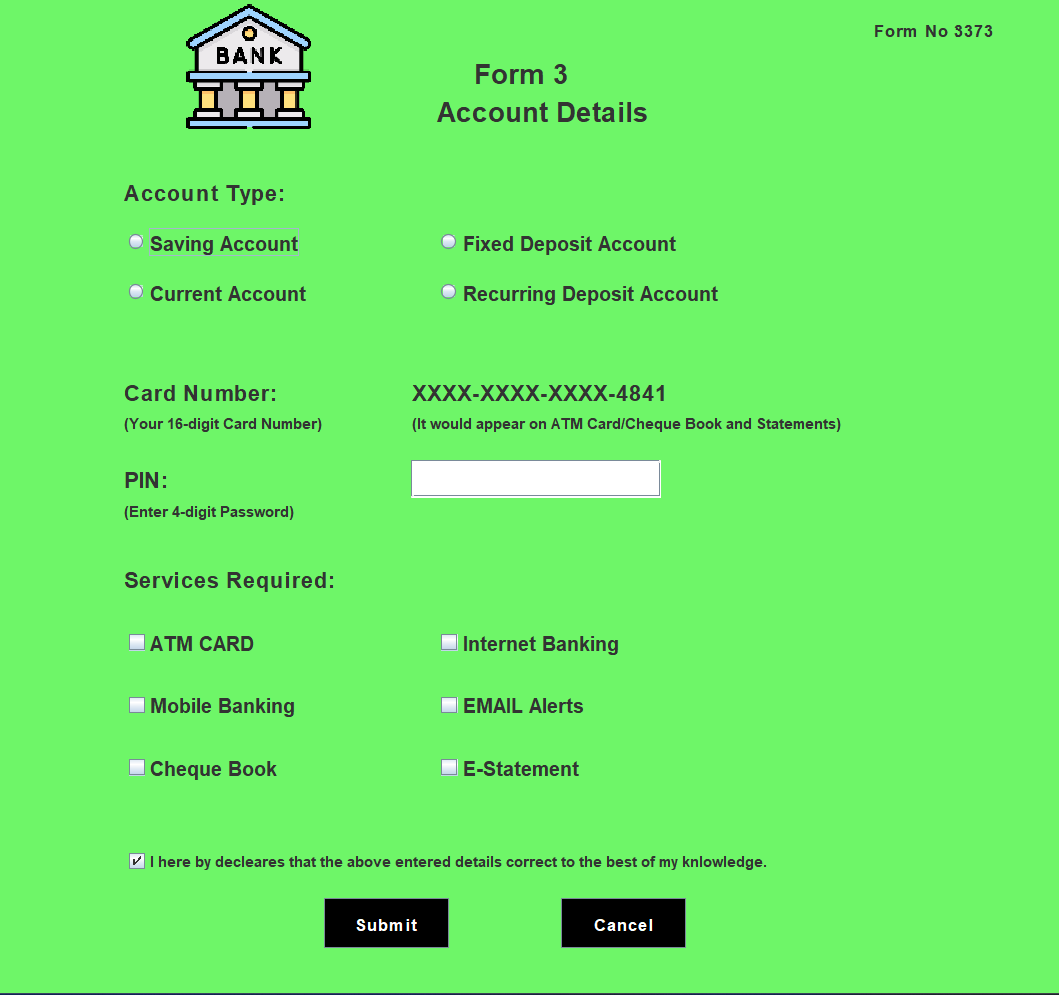 BANK
Form No 3373
Form 3
Account Details
Account Type:
Saving Account
Fixed Deposit Account
Current Account
Recurring Deposit Account
Card Number:
XXXX-XXXX-XXXX-4841
(Your 16-digit Card Number)
(It would appear on ATM Card/Cheque Book and Statements)
PIN:
(Enter 4-digit Password)
Services Required:
ATM CARD
Internet Banking
Mobile Banking
EMAIL Alerts
Cheque Book
E-Statement
I here by decleares that the above entered details correct to the best of my knlowledge.
Submit
Cancel